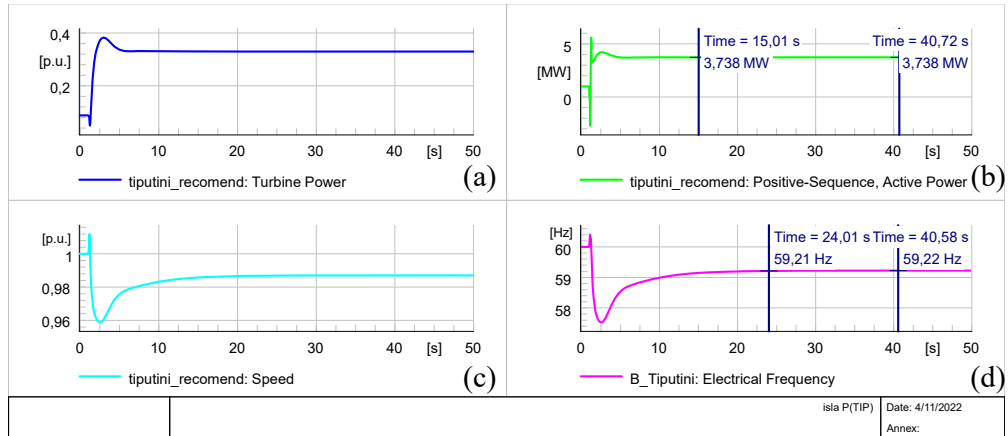 0,4
[p.u.]
0,2
0 10 20 30 40 [s] 50
tiputini_recomend: Turbine Power (a)
5
[MW]
0
Time = 15,01 s
3,738 MW
Time = 40,72 s
3,738 MW
0 10 20 30 40 [s] 50
tiputini_recomend: Positive-Sequence, Active Power (b)
[p.u.]
1
0,98
0,96
0 10 20 30 40 [s] 50
tiputini_recomend: Speed (c)
[Hz]
60
59
58
Time = 24,01 s
59,21 Hz
Time = 40,58 s
59,22 Hz
0 10 20 30 40 [s] 50
B_Tiputini: Electrical Frequency (d)
isla P(TIP)
Date: 4/11/2022
Annex: